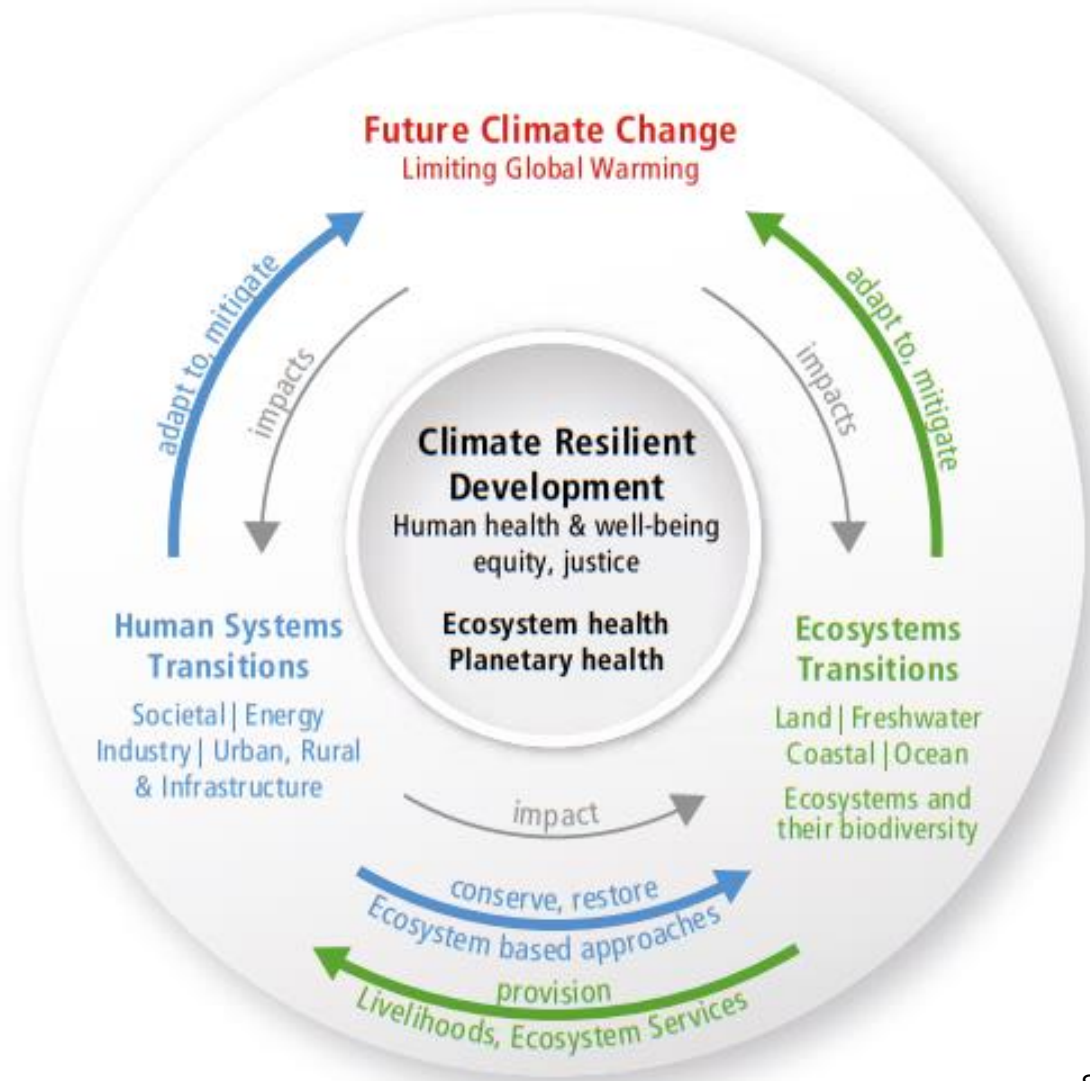 Future Climate Change
Limiting Global Warming
adapt to, mitigate
impacts
impacts
adapt to, mitigate
Climate Resilient
Development
Human health & well-being
equity, justice
Ecosystem health
Planetary health
Human Systems
Transitions
Societal | Energy
Industry | Urban, Rural
& Infrastructure
Ecosystems
Transitions
Land | Freshwater
Coastal | Ocean
Ecosystems and
their biodiversity
impact
conserve, restore
Ecosystem based approaches
provision
Livelihoods, Ecosystem Services